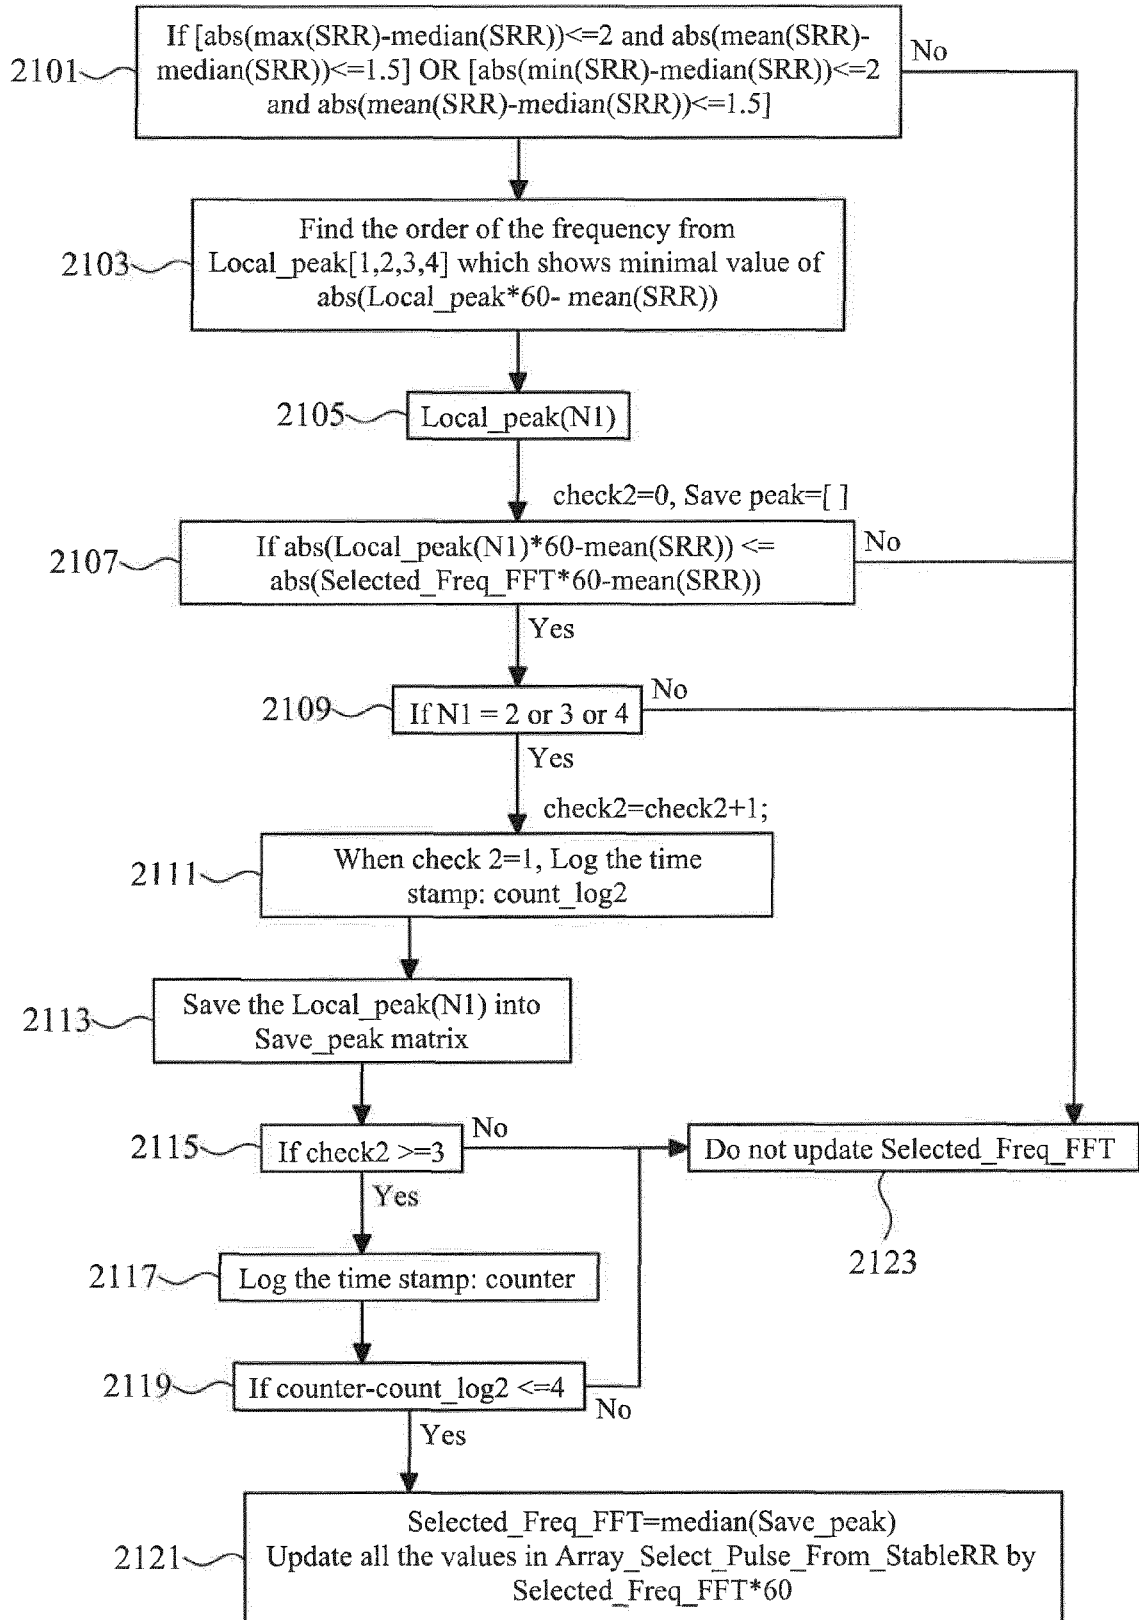 If [abs(max(SRR)-median(SRR))<=2 and abs(mean(SRR)-
median(SRR))<=1.5] OR [abs(min(SRR)-median(SRR))<=2
and abs(mean(SRR)-median(SRR))<=1.5]
2101
No
Find the order of the frequency from
Local_peak[1,2,3,4] which shows minimal value of
abs(Local_peak*60- mean(SRR))
2103
2105
Local_peak(N1)
check2=0, Save peak=[ ]
2107
If abs(Local_peak(N1)*60-mean(SRR)) <=
abs(Selected_Freq_FFT*60-mean(SRR))
No
Yes
2109
If N1 = 2 or 3 or 4
No
Yes
check2=check2+1;
2111
When check 2=1, Log the time
stamp: count_log2
2113
Save the Local_peak(N1) into
Save_peak matrix
2115
If check2 >=3
No
Do not update Selected_Freq_FFT
Yes
2123
2117
Log the time stamp: counter
2119
If counter-count_log2 <=4
No
Yes
2121
Selected_Freq_FFT=median(Save_peak)
Update all the values in Array_Select_Pulse_From_StableRR by
Selected_Freq_FFT*60